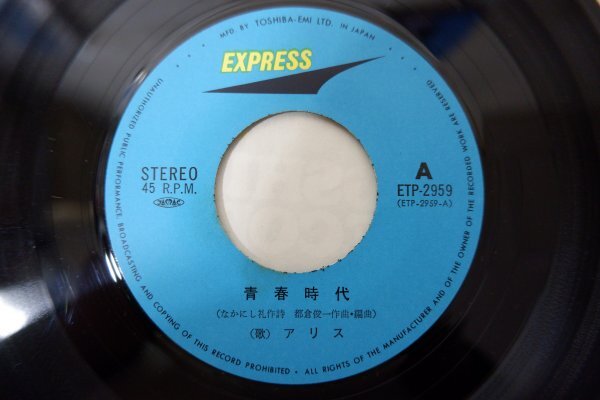 MFD. BY TOSHIBA-EMI LTD. IN JAPAN
EXPRESS
STEREO
45 R.P.M.
A
ETP-2959
(ETP-2959-A)
青春時代
(なかにし礼作詩 都倉俊一作曲・編曲)
(歌) アリス
UNAUTHORIZED PUBLIC PERFORMANCE, BROADCASTING AND COPYING OF THIS RECORD PROHIBITED • ALL RIGHTS OF THE MANUFACTURER AND OF THE OWNER OF THE RECORDED WORK ARE RESERVED